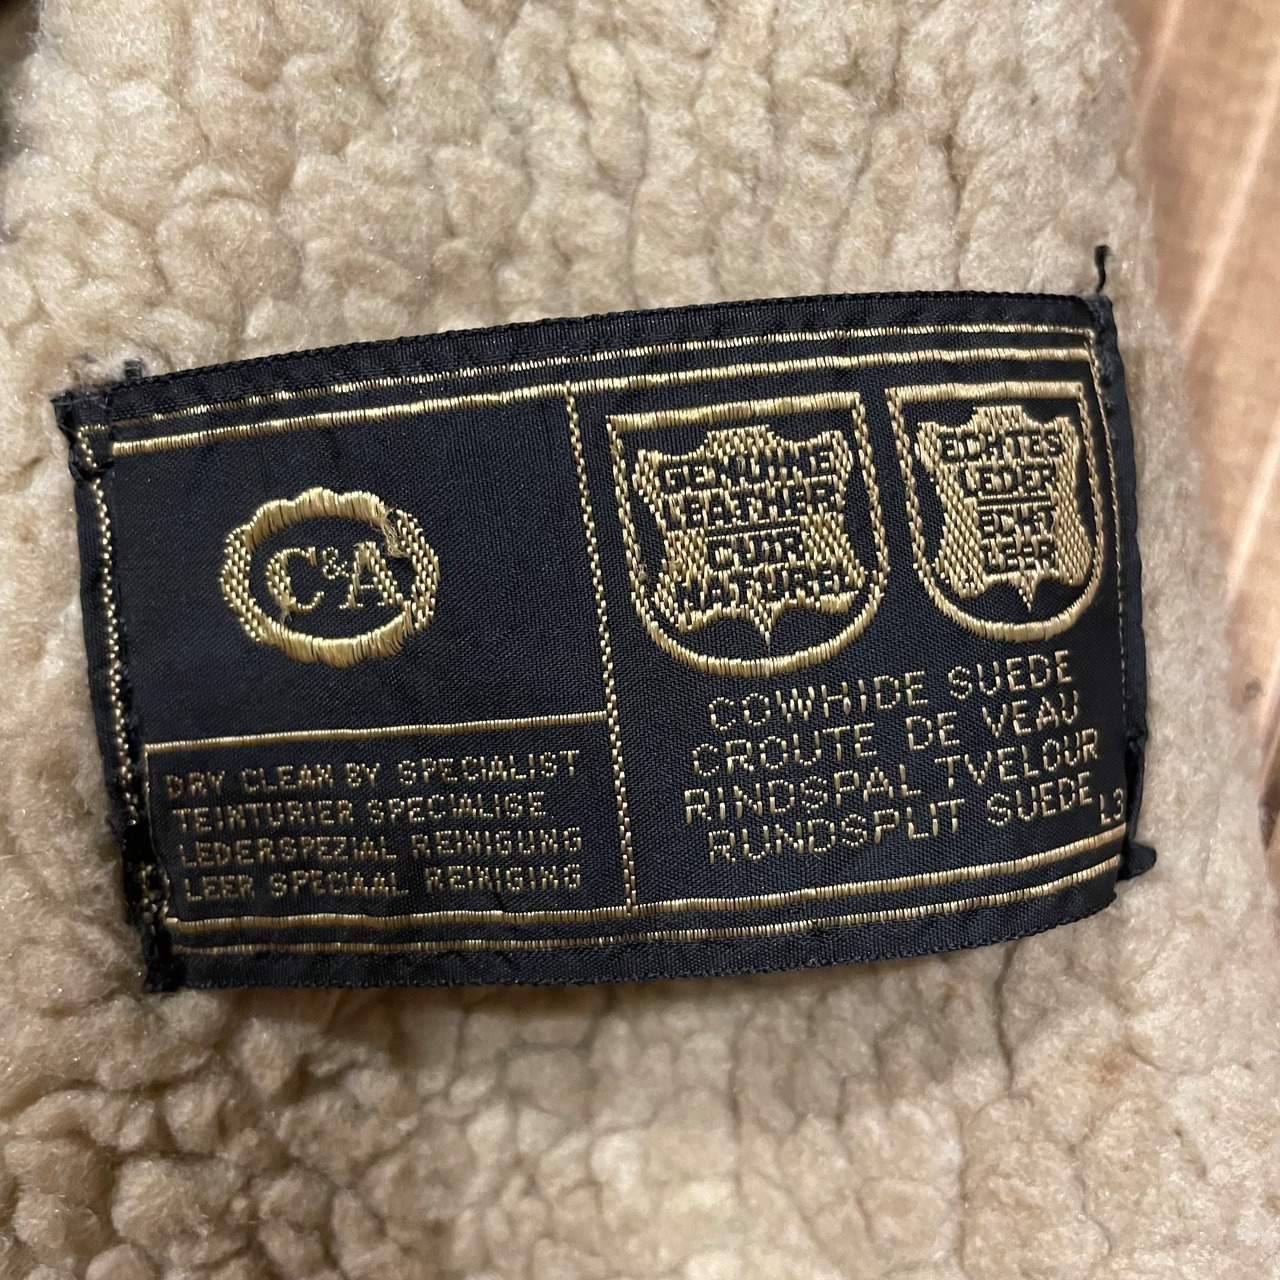 C&A
GENUINE
LEATHER
CUIR
NATUREL
ECHTES
LEDER
ECHT
LEER
COWHIDE SUEDE
CROUTE DE VEAU
RINDSPAL TVELOUR
RUNDSPLIT SUEDE
L3
DRY CLEAN BY SPECIALIST
TEINTURIER SPECIALISE
LEDERSPEZIAL REINIGUNG
LEER SPECIAAL REINIGING